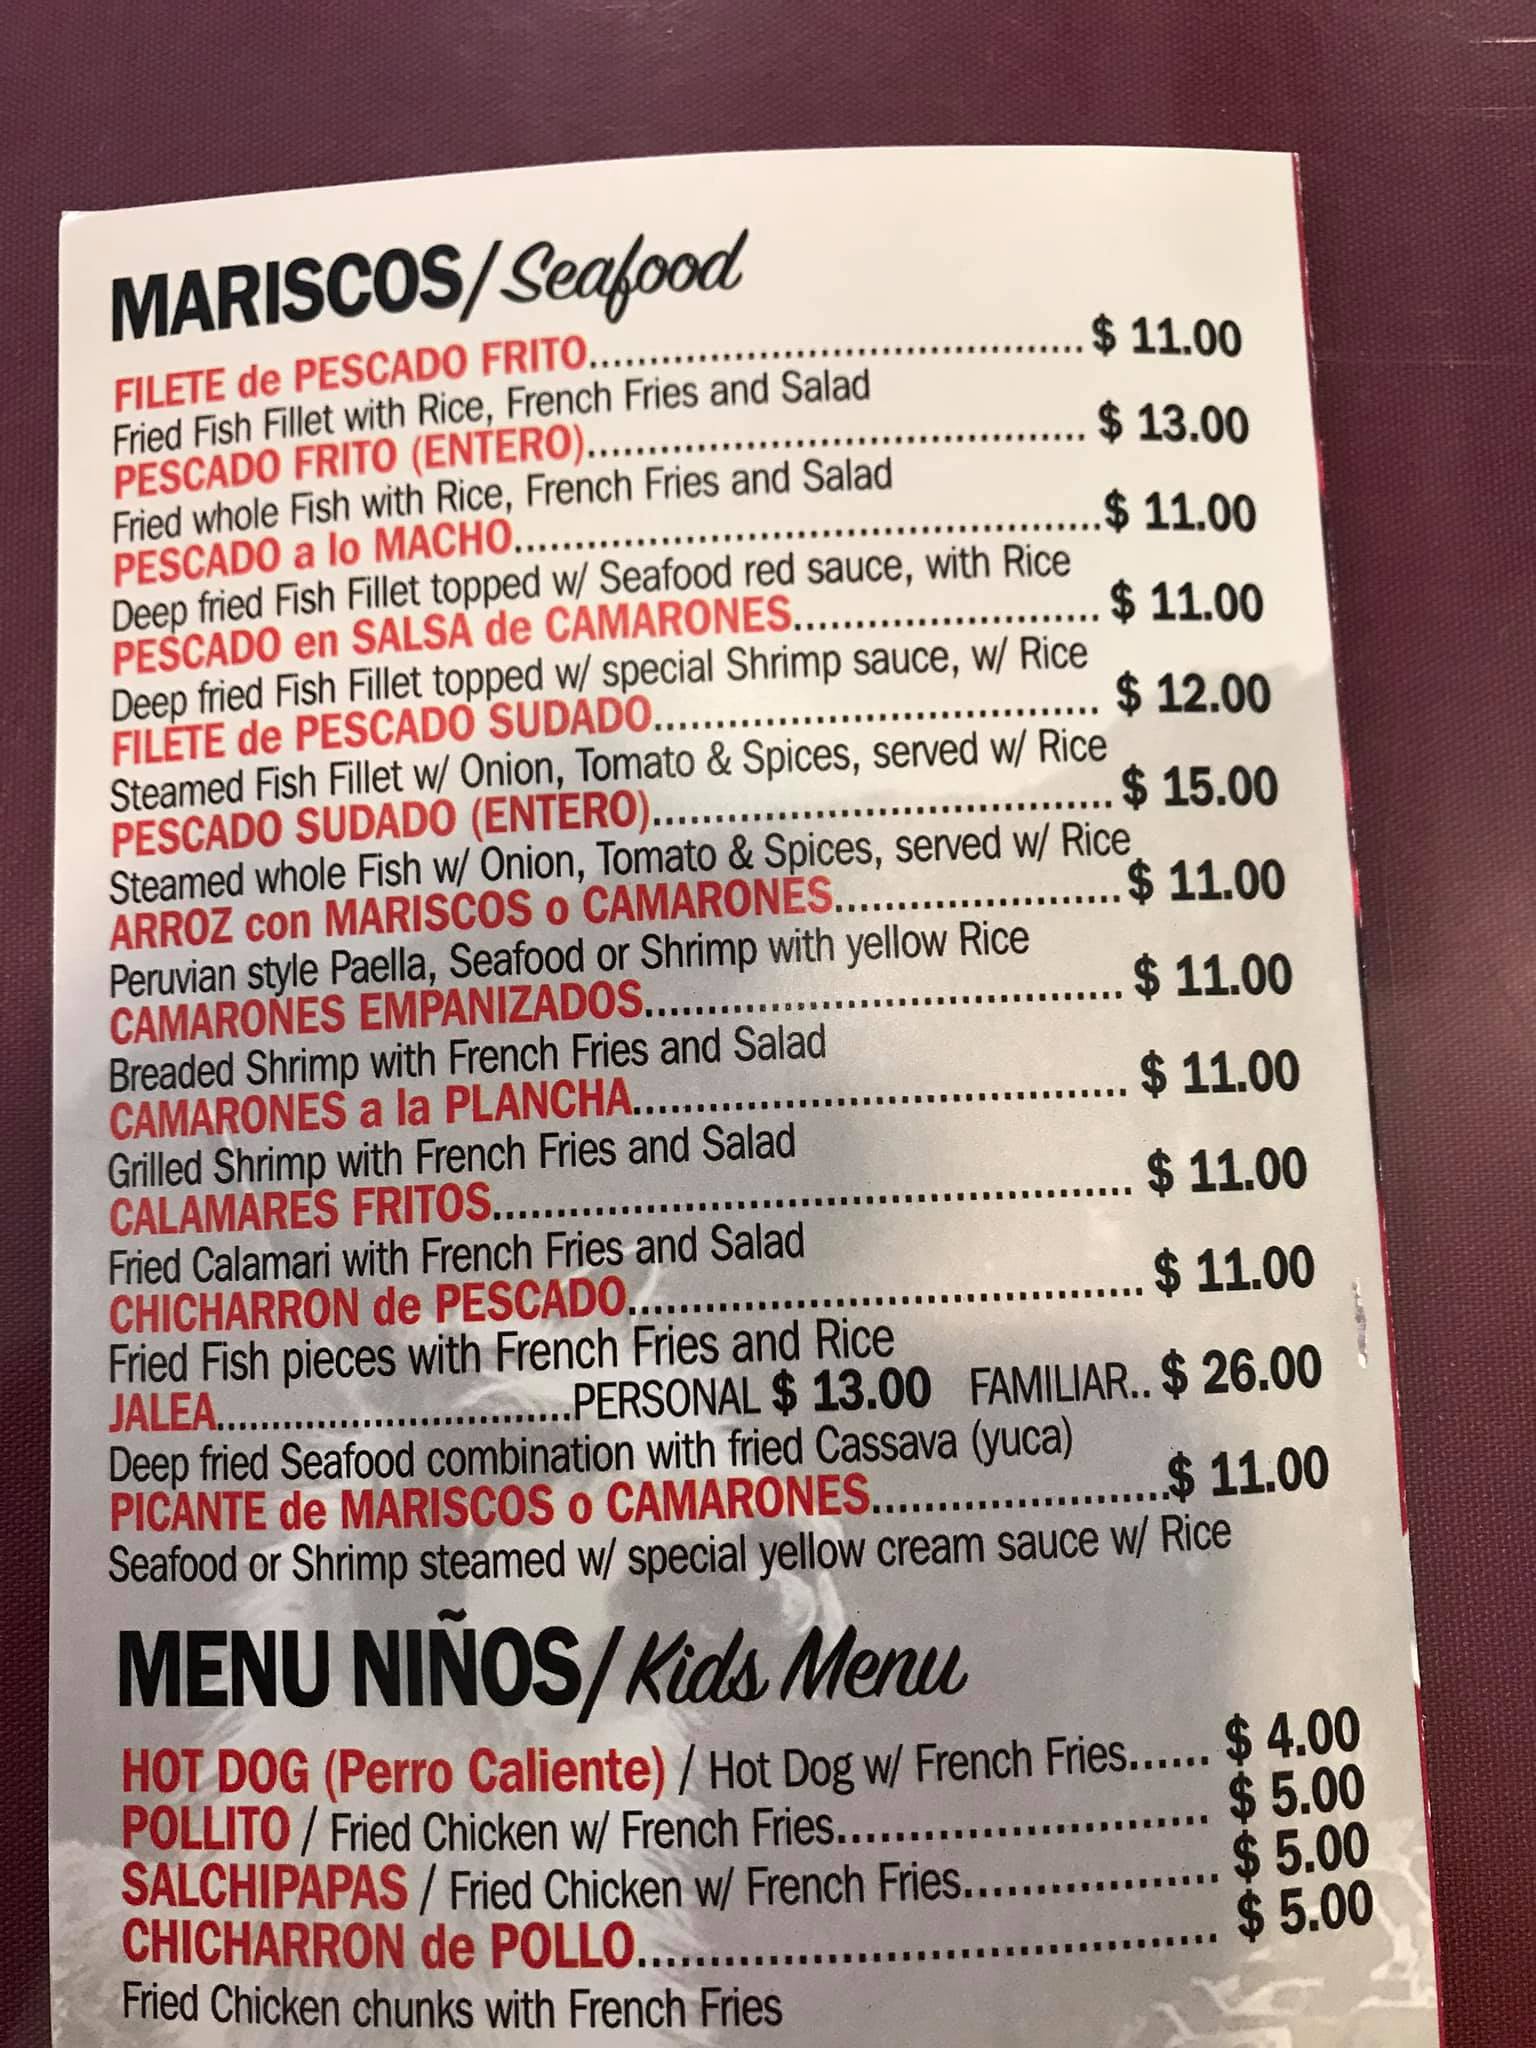 MARISCOS/Seafood
FILETE de PESCADO FRITO........................................ $ 11.00
Fried Fish Fillet with Rice, French Fries and Salad
PESCADO FRITO (ENTERO)......................................... $ 13.00
Fried whole Fish with Rice, French Fries and Salad
PESCADO a lo MACHO................................................$ 11.00
Deep fried Fish Fillet topped w/ Seafood red sauce, with Rice
PESCADO en SALSA de CAMARONES......................... $ 11.00
Deep fried Fish Fillet topped w/ special Shrimp sauce, w/ Rice
FILETE de PESCADO SUDADO.................................... $ 12.00
Steamed Fish Fillet w/ Onion, Tomato & Spices, served w/ Rice
PESCADO SUDADO (ENTERO)..................................... $ 15.00
Steamed whole Fish w/ Onion, Tomato & Spices, served w/ Rice
ARROZ con MARISCOS o CAMARONES.......................$ 11.00
Peruvian style Paella, Seafood or Shrimp with yellow Rice
CAMARONES EMPANIZADOS...................................... $ 11.00
Breaded Shrimp with French Fries and Salad
CAMARONES a la PLANCHA....................................... $ 11.00
Grilled Shrimp with French Fries and Salad
CALAMARES FRITOS.................................................. $ 11.00
Fried Calamari with French Fries and Salad
CHICHARRON de PESCADO........................................ $ 11.00
Fried Fish pieces with French Fries and Rice
JALEA................................PERSONAL $ 13.00 FAMILIAR.. $ 26.00
Deep fried Seafood combination with fried Cassava (yuca)
PICANTE de MARISCOS o CAMARONES.......................$ 11.00
Seafood or Shrimp steamed w/ special yellow cream sauce w/ Rice
MENU NIÑOS/Kids Menu
HOT DOG (Perro Caliente) / Hot Dog w/ French Fries...... $ 4.00
POLLITO / Fried Chicken w/ French Fries.......................... $ 5.00
SALCHIPAPAS / Fried Chicken w/ French Fries................... $ 5.00
CHICHARRON de POLLO........................................... $ 5.00
Fried Chicken chunks with French Fries